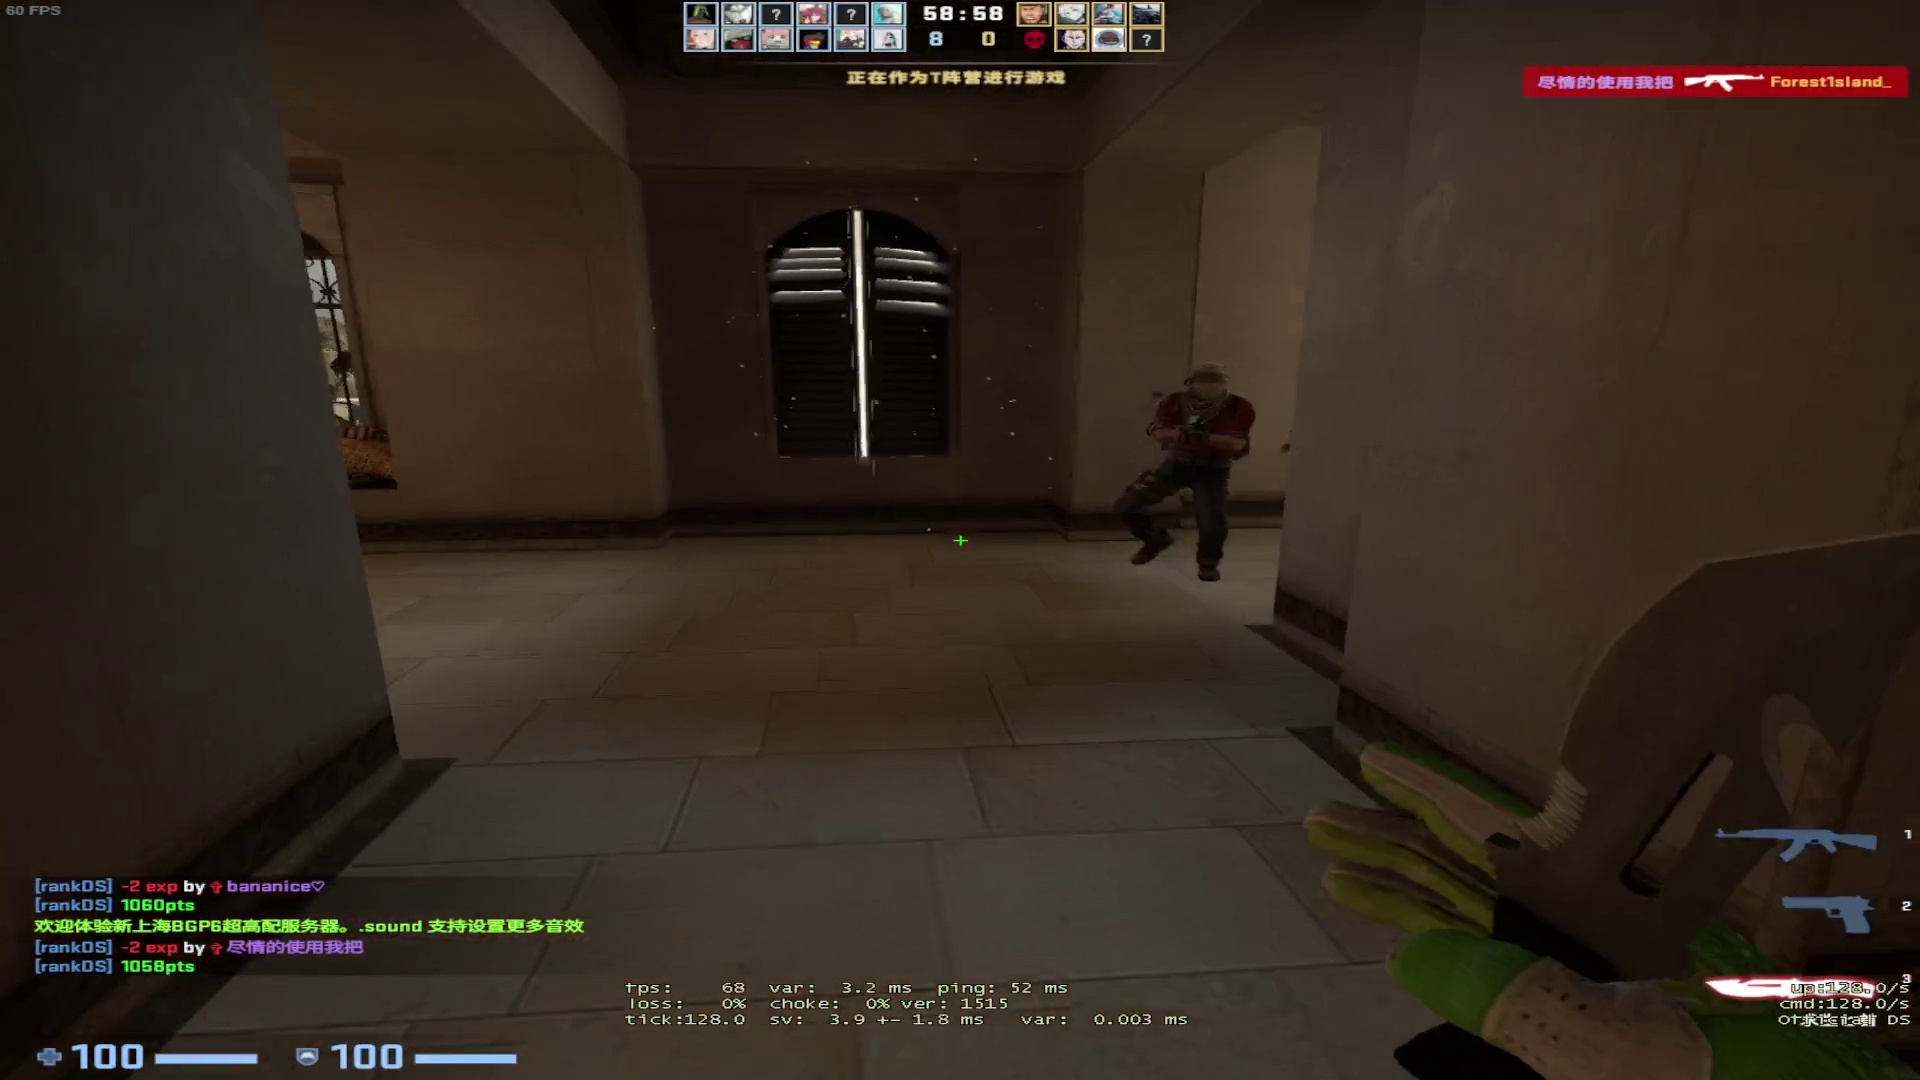 60 FPS
? ? 58:58
8 0 ?
正在作为T阵营进行游戏
尽情的使用我把 Forest1sland_
[rankDS] -2 exp by bananice♡
[rankDS] 1060pts
欢迎体验新上海BGP6超高配服务器。.sound 支持设置更多音效
[rankDS] -2 exp by 尽情的使用我把
[rankDS] 1058pts
1
2
3
fps: 68 var: 3.2 ms ping: 52 ms
loss: 0% choke: 0% ver: 1515
tick:128.0 sv: 3.9 +- 1.8 ms var: 0.003 ms
up:128.0/s
cmd:128.0/s
DS
100 100